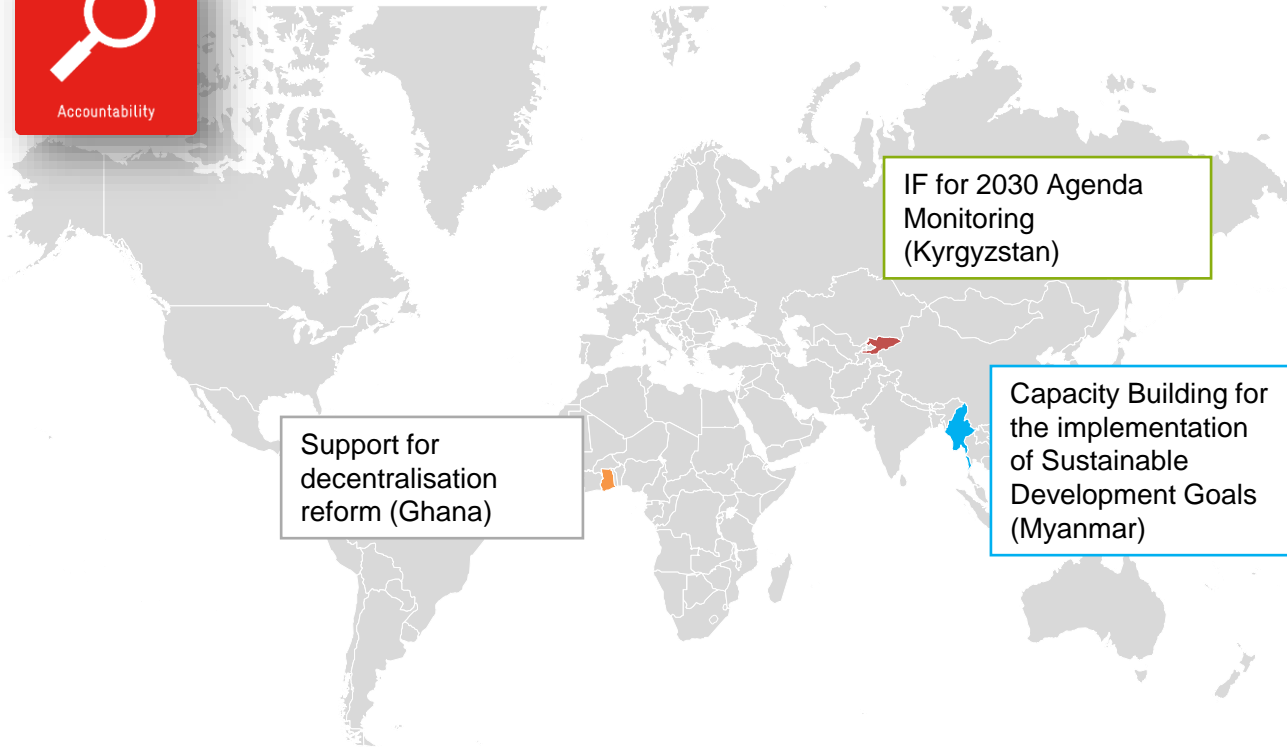 Accountability
IF for 2030 Agenda
Monitoring
(Kyrgyzstan)
Capacity Building for
the implementation
of Sustainable
Development Goals
(Myanmar)
Support for
decentralisation
reform (Ghana)